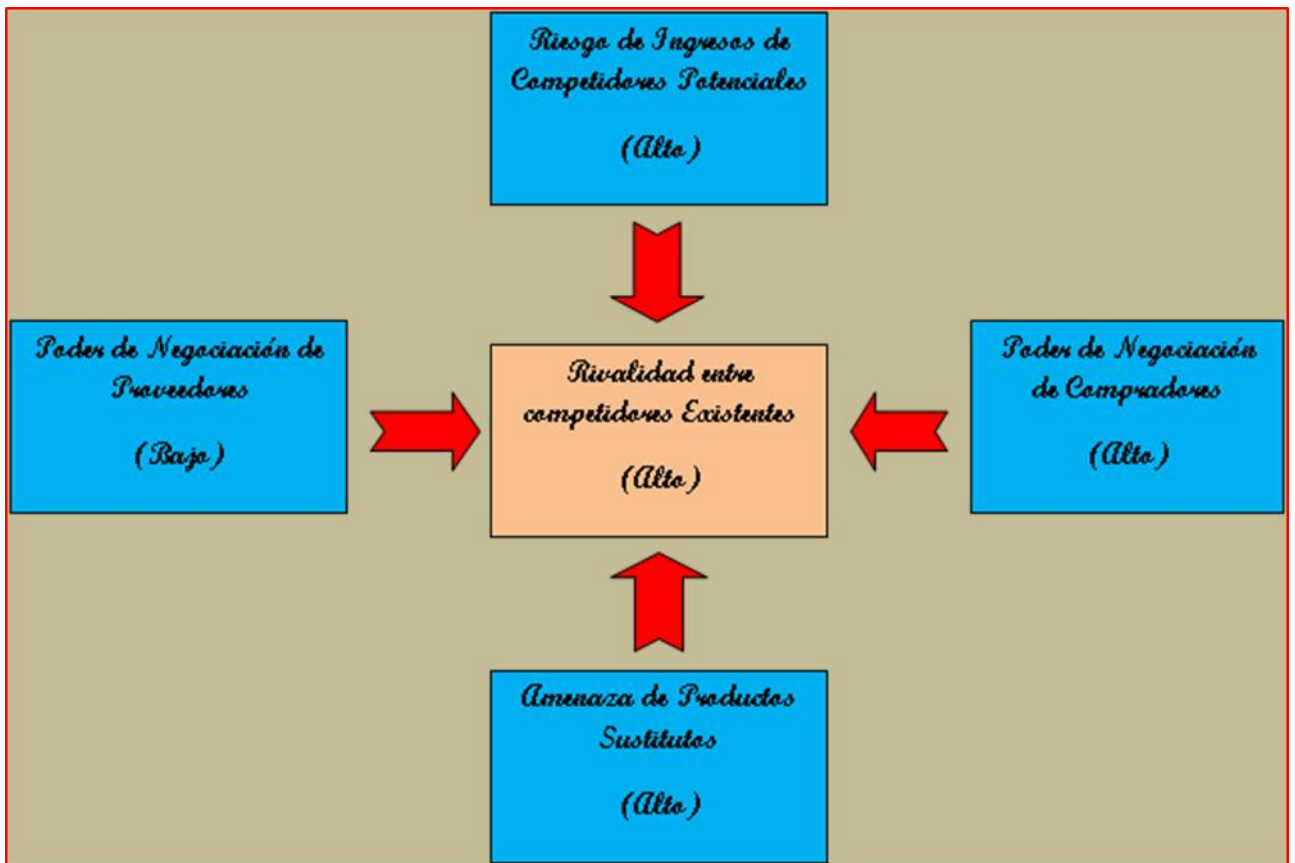 Riesgo de Ingresos de
Competidores Potenciales
(Alto)
Poder de Negociación de
Proveedores
(Bajo)
Rivalidad entre
competidores Existentes
(Alto)
Poder de Negociación
de Compradores
(Alto)
Amenaza de Productos
Sustitutos
(Alto)